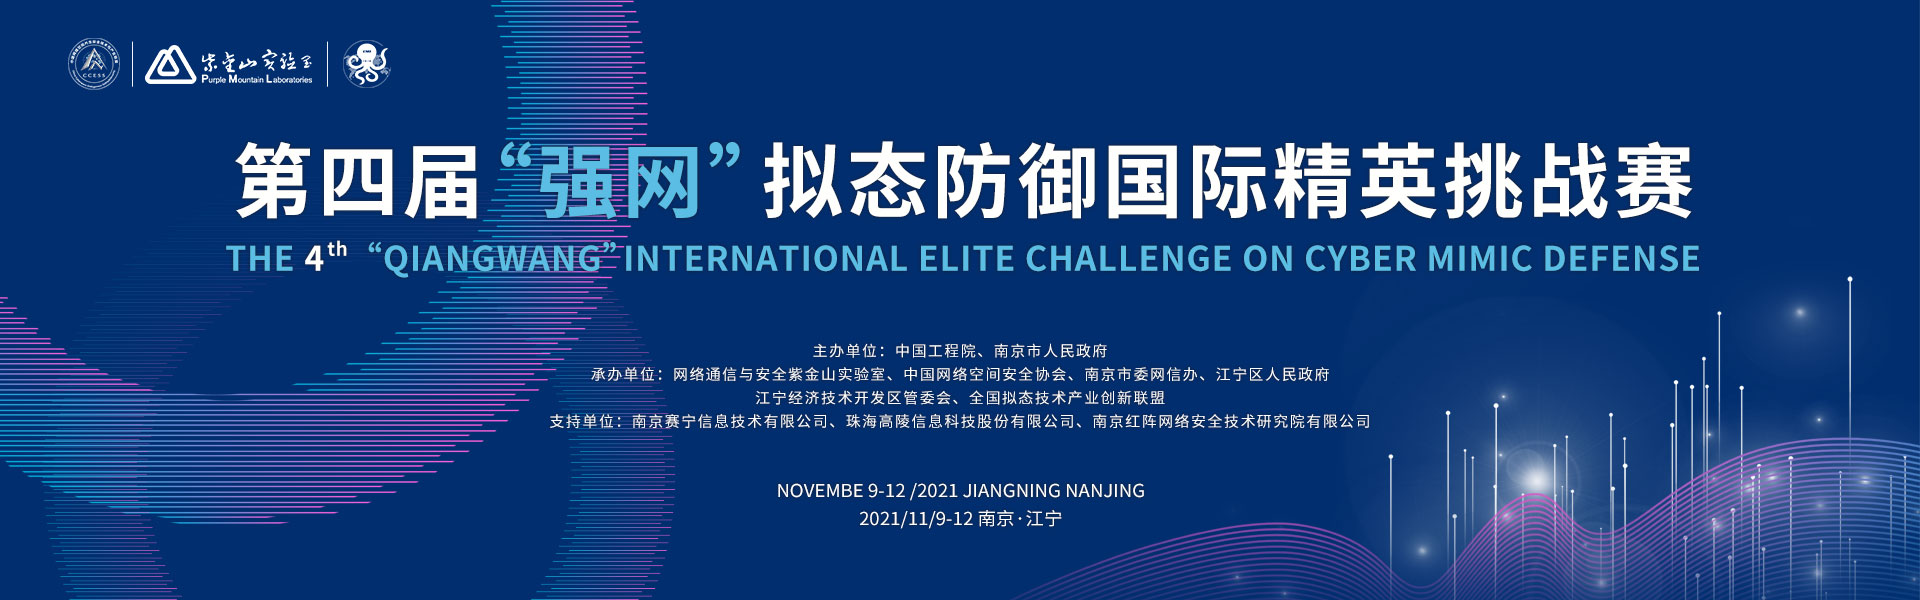 CCESS
紫金山实验室
Purple Mountain Laboratories
第四届“强网”拟态防御国际精英挑战赛
THE 4th “QIANGWANG” INTERNATIONAL ELITE CHALLENGE ON CYBER MIMIC DEFENSE
主办单位：中国工程院、南京市人民政府
承办单位：网络通信与安全紫金山实验室、中国网络空间安全协会、南京市委网信办、江宁区人民政府
江宁经济技术开发区管委会、全国拟态技术产业创新联盟
支持单位：南京赛宁信息技术有限公司、珠海高陵信息科技股份有限公司、南京红阵网络安全技术研究院有限公司
NOVEMBE 9-12 /2021 JIANGNING NANJING
2021/11/9-12 南京·江宁